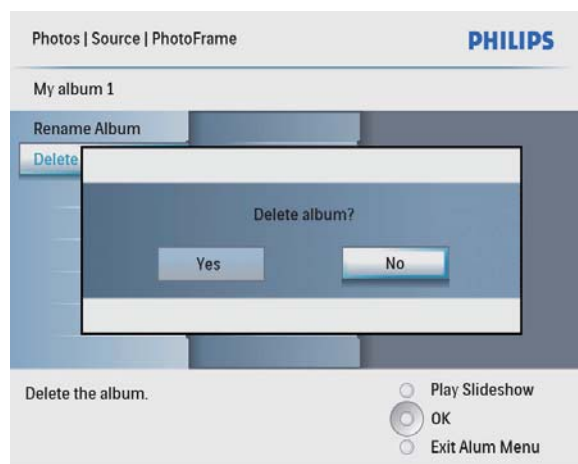 Photos | Source | PhotoFrame
PHILIPS
My album 1
Rename Album
Delete
Delete album?
Yes
No
Delete the album.
Play Slideshow
OK
Exit Alum Menu